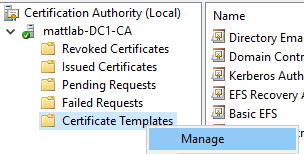 Certification Authority (Local)
mattlab-DC1-CA
Revoked Certificates
Issued Certificates
Pending Requests
Failed Requests
Certificate Templates
Name
Directory Ema
Domain Contr
Kerberos Auth
EFS Recovery A
Basic EFS
Manage